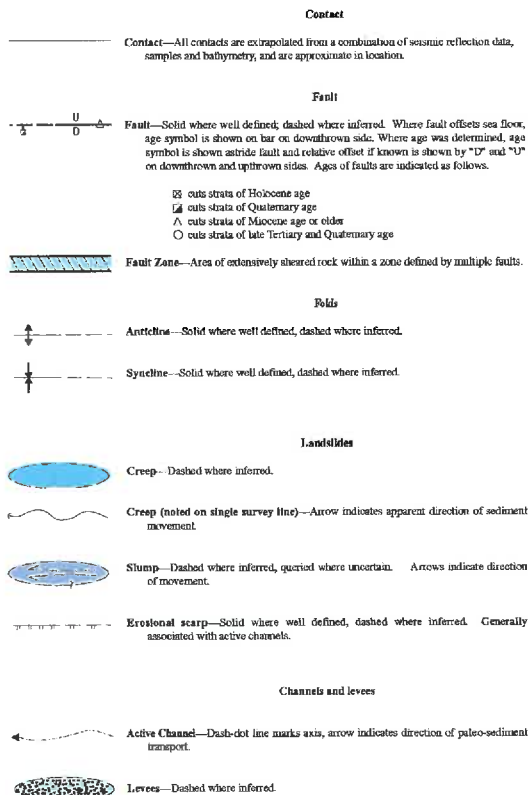 Contact
Contact—All contacts are extrapolated from a combination of seismic reflection data,
samples and bathymetry, and are approximate in location.
Fault
U
D
Fault—Solid where well defined; dashed where inferred. Where fault offsets sea floor,
age symbol is shown on bar on downthrown side. Where age was determined, age
symbol is shown astride fault and relative offset if known is shown by "D" and "U"
on downthrown and upthrown sides. Ages of faults are indicated as follows.
cuts strata of Holocene age
cuts strata of Quaternary age
cuts strata of Miocene age or older
cuts strata of late Tertiary and Quaternary age
Fault Zone—Area of extensively sheared rock within a zone defined by multiple faults.
Folds
Anticline—Solid where well defined, dashed where inferred.
Syncline—Solid where well defined, dashed where inferred.
Landslides
Creep—Dashed where inferred.
Creep (noted on single survey line)—Arrow indicates apparent direction of sediment
movement.
Slump—Dashed where inferred, queried where uncertain. Arrows indicate direction
of movement.
Erosional scarp—Solid where well defined, dashed where inferred. Generally
associated with active channels.
Channels and levees
Active Channel—Dash-dot line marks axis, arrow indicates direction of paleo-sediment
transport.
Levees—Dashed where inferred.